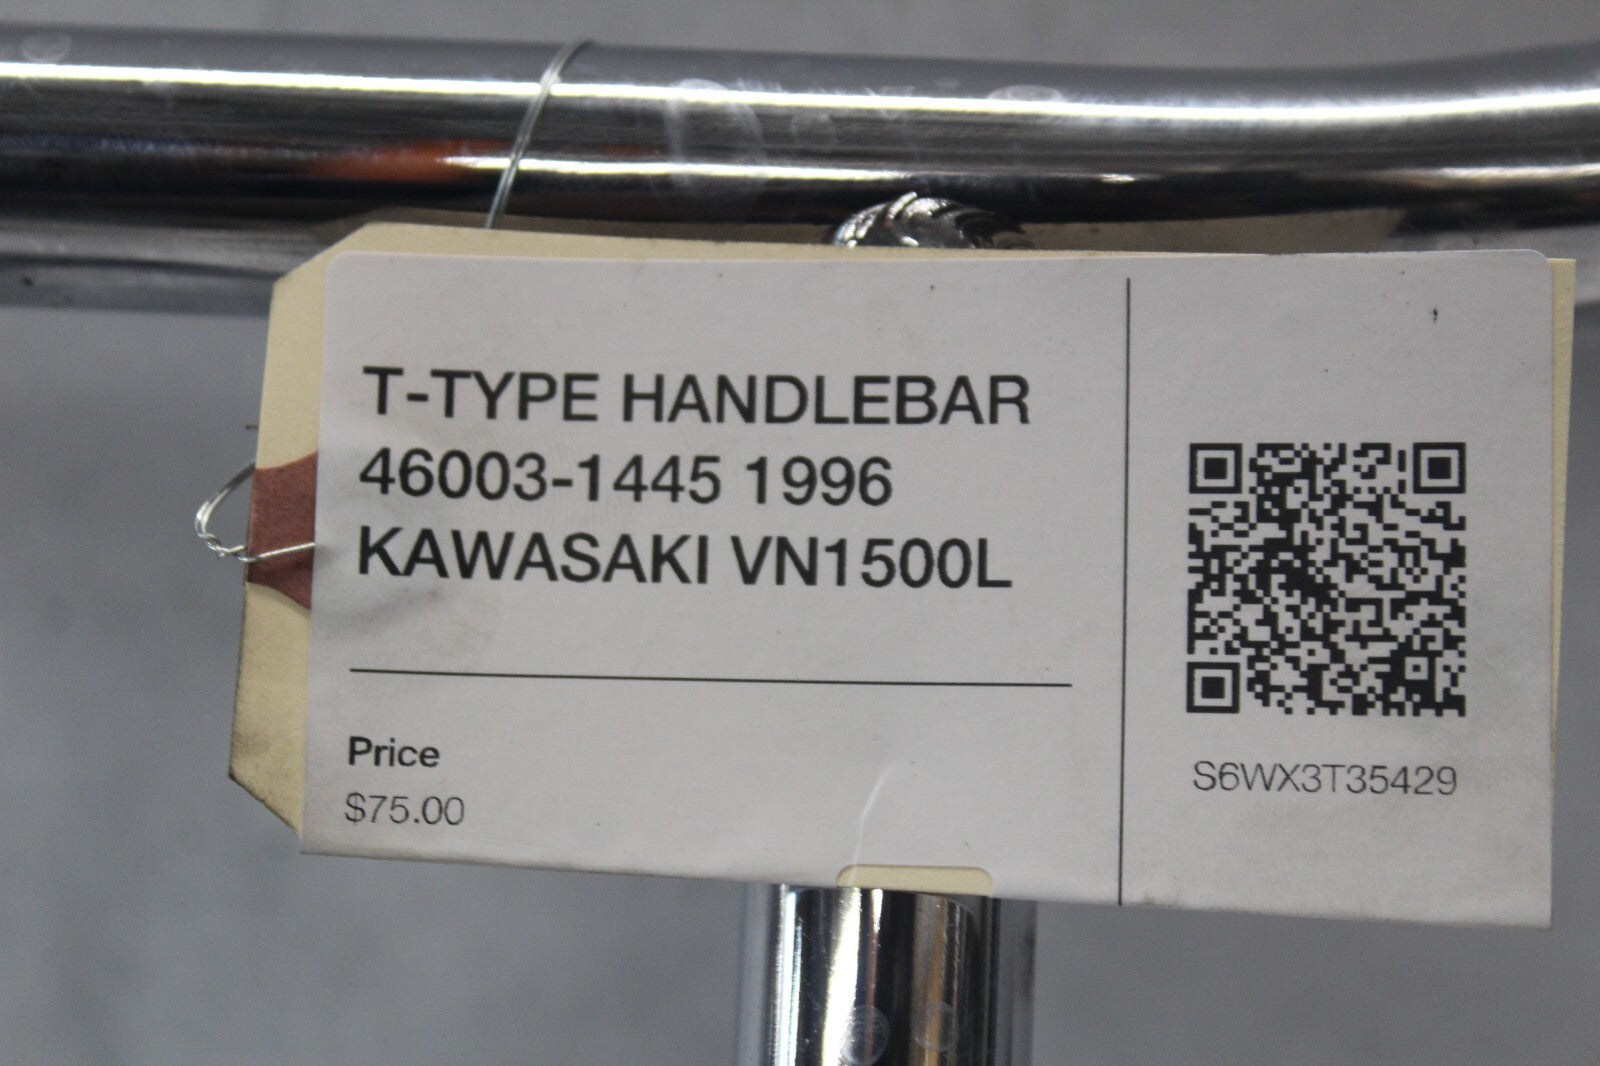 T-TYPE HANDLEBAR
46003-1445 1996
KAWASAKI VN1500L
Price
$75.00
S6WX3T35429